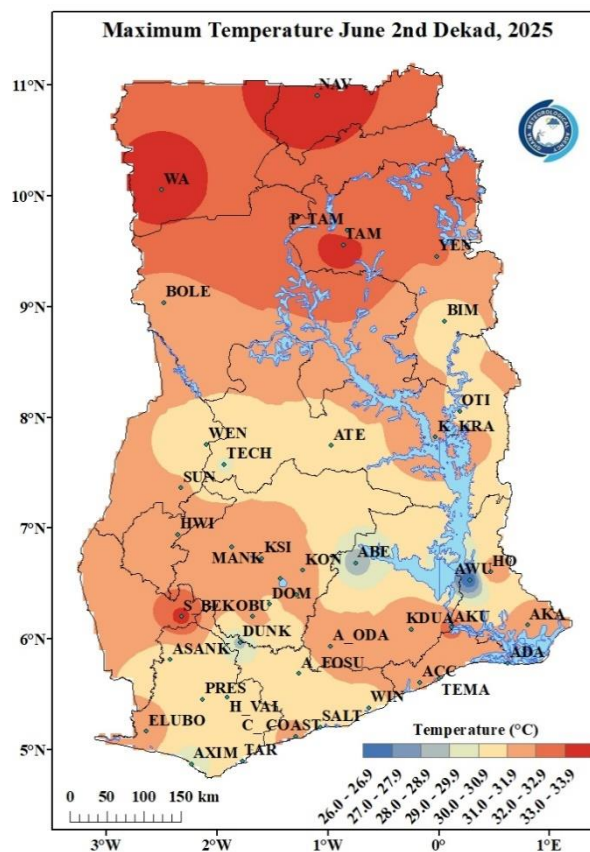 Maximum Temperature June 2nd Dekad, 2025
11°N
NAV
10°N
WA
P_TAM
TAM
YEN
9°N
BOLE
BIM
OTI
8°N
K_KRA
WEN
ATE
TECH
SUN
7°N
HWI
KSI
MANK
KON
ABE
HO
AWU
DOM
S_BEKOBU
KDUA
AKU
AKA
6°N
DUNK
A_ODA
ADA
ASANK
A_FOSU
ACC
TEMA
PRES
H_VAL
WIN
SALT
ELUBO
C_COAST
5°N
AXIM
TAR
Temperature (°C)
26.0 - 26.9
27.0 - 27.9
28.0 - 28.9
29.0 - 29.9
30.0 - 30.9
31.0 - 31.9
32.0 - 32.9
33.0 - 33.9
0 50 100 150 km
3°W 2°W 1°W 0° 1°E